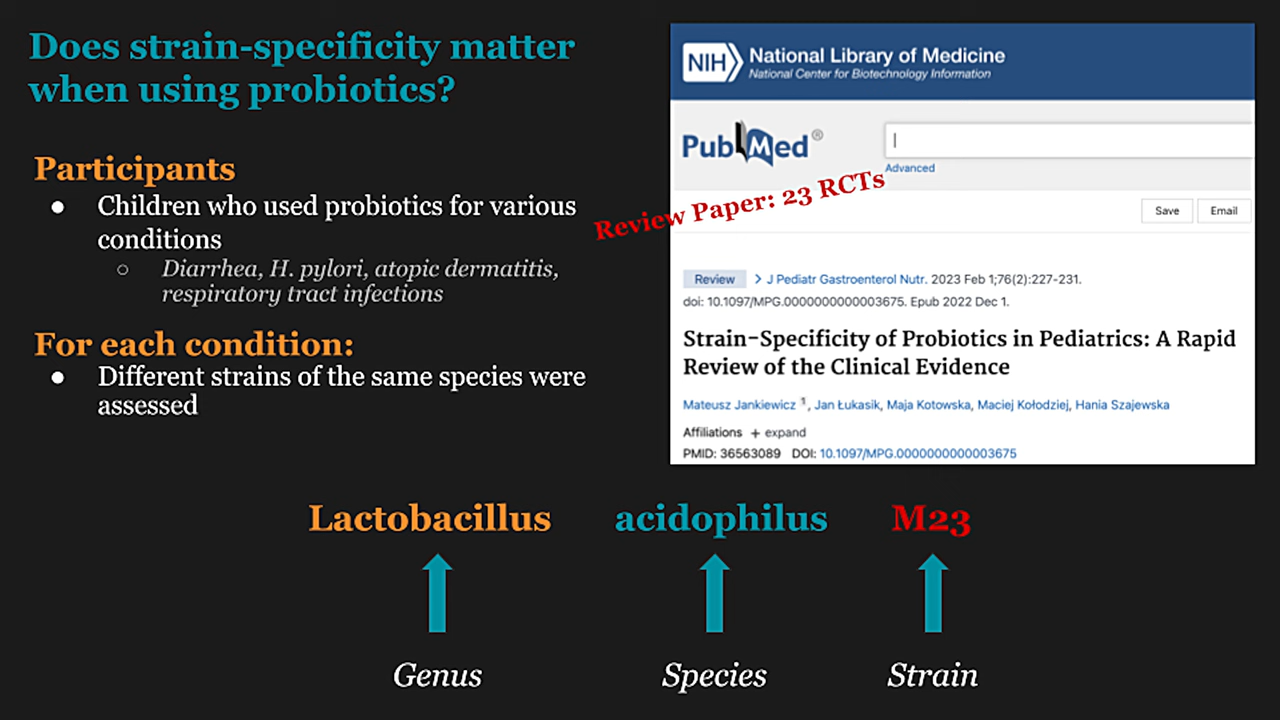 Does strain-specificity matter
when using probiotics?
Participants
● Children who used probiotics for various
conditions
○ Diarrhea, H. pylori, atopic dermatitis,
respiratory tract infections
For each condition:
● Different strains of the same species were
assessed
NIH National Library of Medicine
National Center for Biotechnology Information
PubMed®
Advanced
Review Paper: 23 RCTs
Save Email
Review > J Pediatr Gastroenterol Nutr. 2023 Feb 1;76(2):227-231.
doi: 10.1097/MPG.0000000000003675. Epub 2022 Dec 1.
Strain-Specificity of Probiotics in Pediatrics: A Rapid
Review of the Clinical Evidence
Mateusz Jankiewicz 1, Jan Łukasik, Maja Kotowska, Maciej Kołodziej, Hania Szajewska
Affiliations + expand
PMID: 36563089 DOI: 10.1097/MPG.0000000000003675
Lactobacillus acidophilus M23
Genus Species Strain